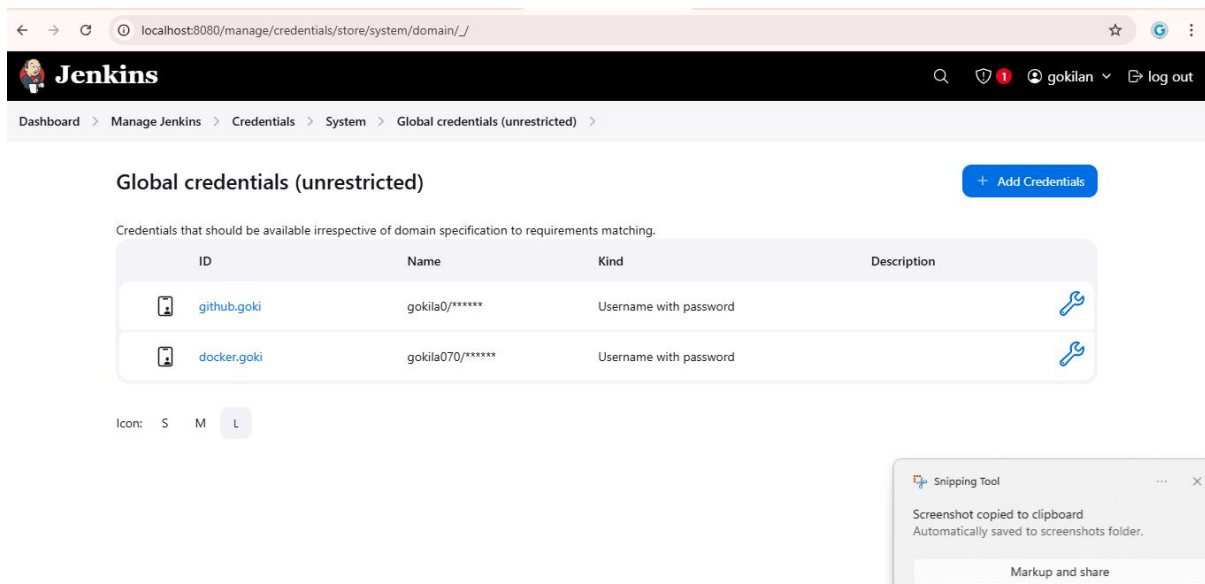 localhost:8080/manage/credentials/store/system/domain/_/
G
Jenkins
1 gokilan log out
Dashboard > Manage Jenkins > Credentials > System > Global credentials (unrestricted) >
Global credentials (unrestricted)
+ Add Credentials
Credentials that should be available irrespective of domain specification to requirements matching.
ID Name Kind Description
github.goki gokila0/****** Username with password
docker.goki gokila070/****** Username with password
Icon: S M L
Snipping Tool
Screenshot copied to clipboard
Automatically saved to screenshots folder.
Markup and share